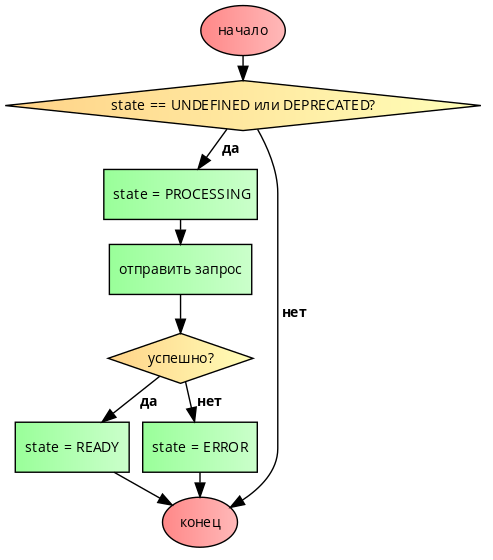 начало
state == UNDEFINED или DEPRECATED?
да
state = PROCESSING
отправить запрос
нет
успешно?
да
нет
state = READY
state = ERROR
конец